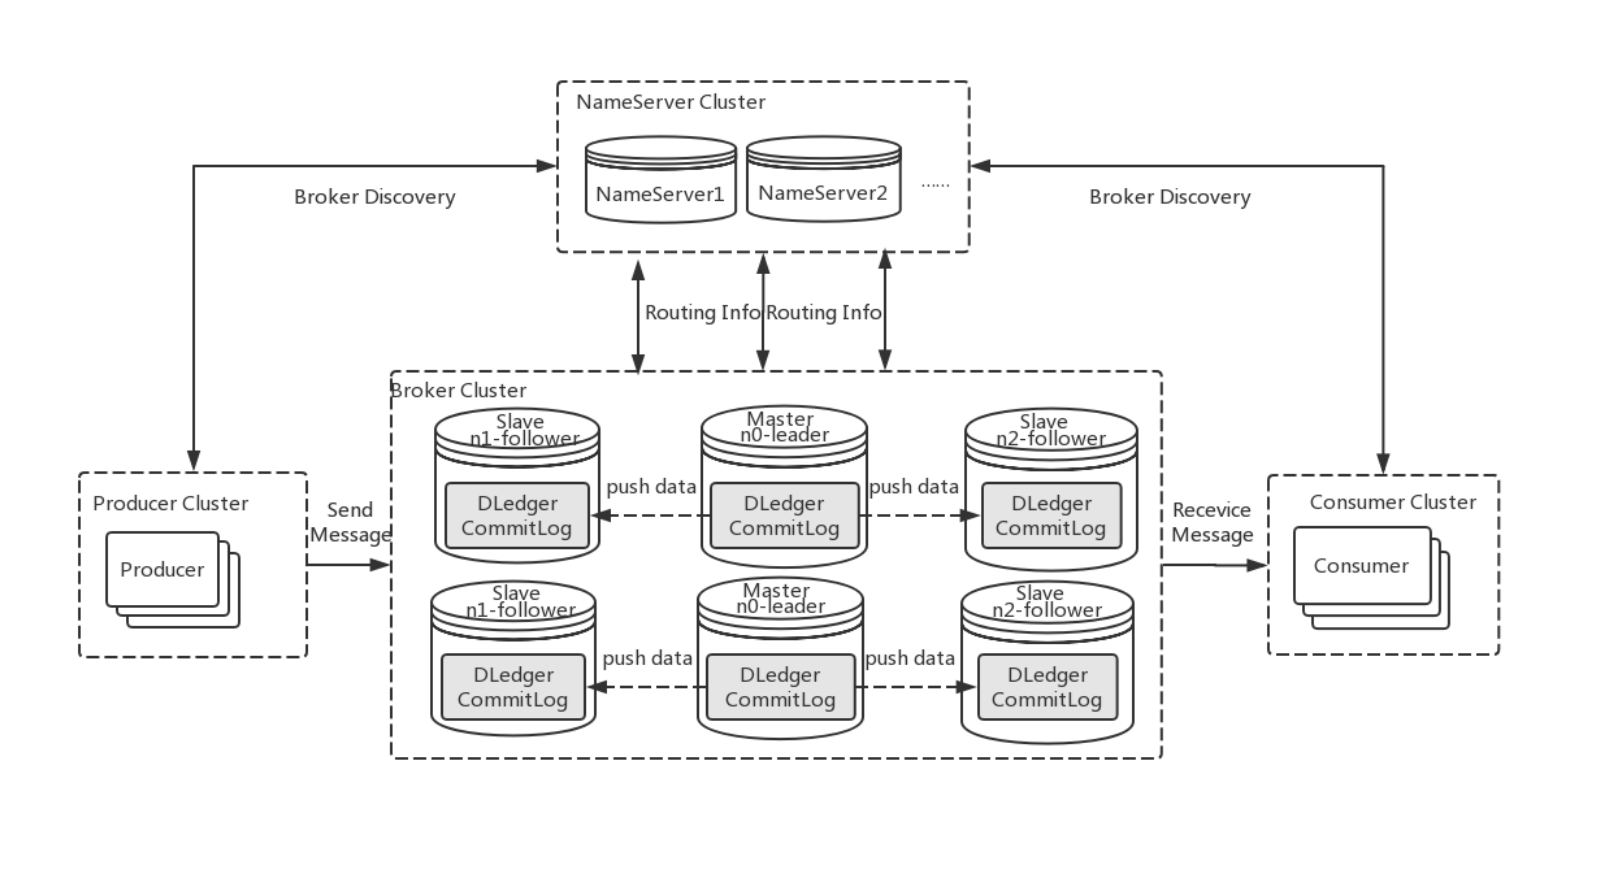 NameServer Cluster
NameServer1
NameServer2
......
Broker Discovery
Broker Discovery
Routing Info
Routing Info
Broker Cluster
Slave
n1-follower
Master
n0-leader
Slave
n2-follower
DLedger
CommitLog
push data
DLedger
CommitLog
push data
DLedger
CommitLog
Producer Cluster
Producer
Send
Message
Recevice
Message
Consumer Cluster
Consumer
Slave
n1-follower
Master
n0-leader
Slave
n2-follower
DLedger
CommitLog
push data
DLedger
CommitLog
push data
DLedger
CommitLog